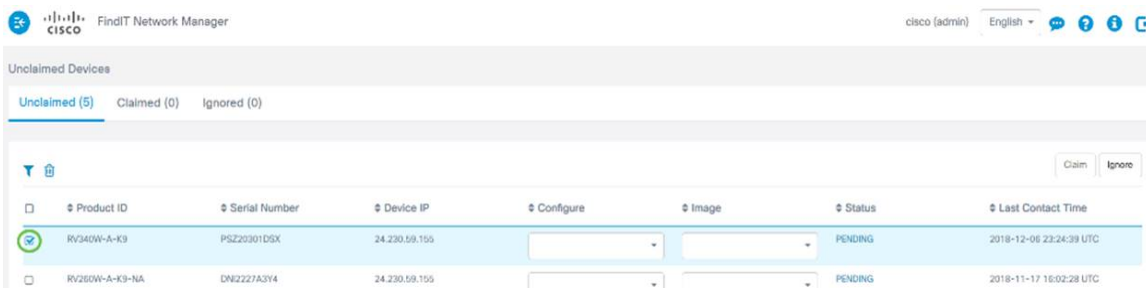 cisco FindIT Network Manager cisco (admin) English
Unclaimed Devices
Unclaimed (5) Claimed (0) Ignored (0)
Claim Ignore
Product ID Serial Number Device IP Configure Image Status Last Contact Time
RV340W-A-K9 PSZ20301DSX 24.230.59.155 PENDING 2018-12-06 23:24:39 UTC
RV260W-A-K9-NA DNI2227A3Y4 24.230.59.155 PENDING 2018-11-17 16:02:28 UTC